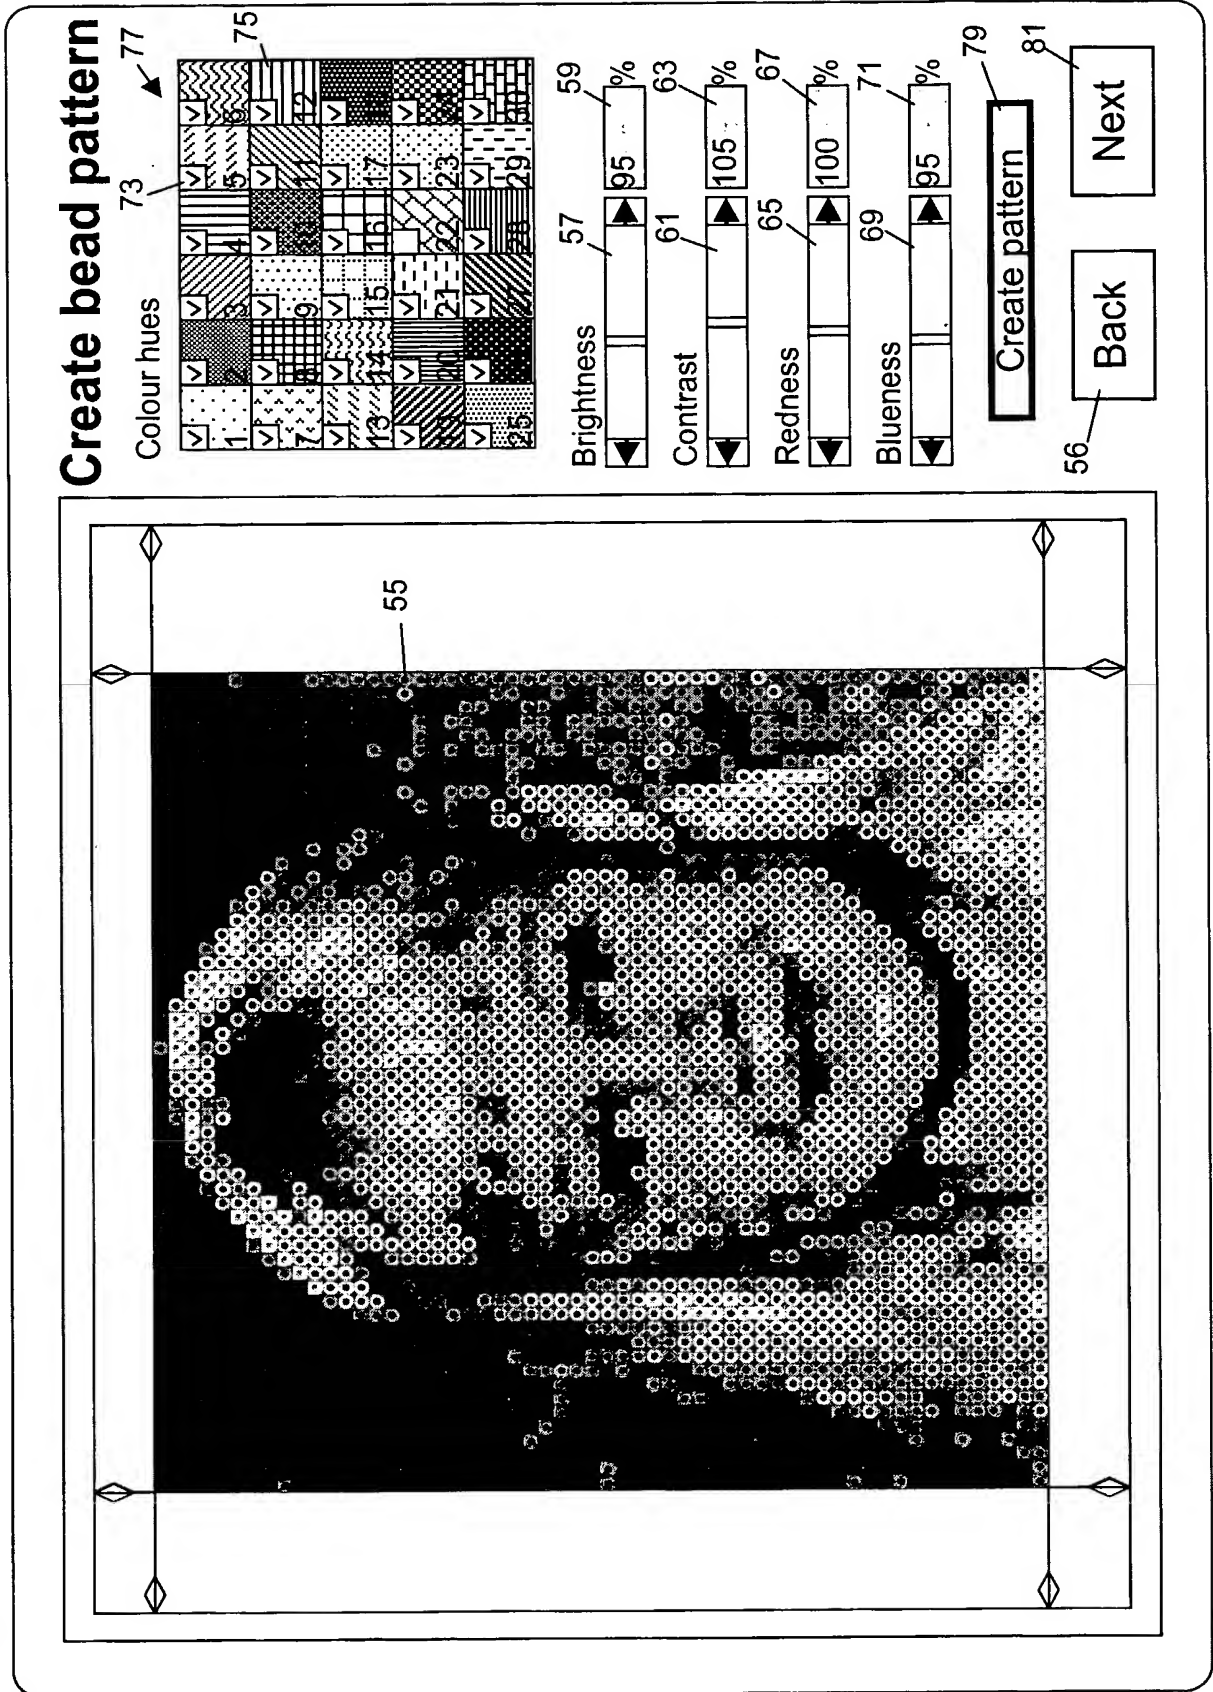 Create bead pattern
Colour hues
73
77
75
1 2 3 4 5 6
7 8 9 10 11 12
13 14 15 16 17
19 20 21 22 23 24
25 27 28 29 30
55
Brightness 57 59
95 %
Contrast 61 63
105 %
Redness 65 67
100 %
Blueness 69 71
95 %
Create pattern 79
56 Back Next 81